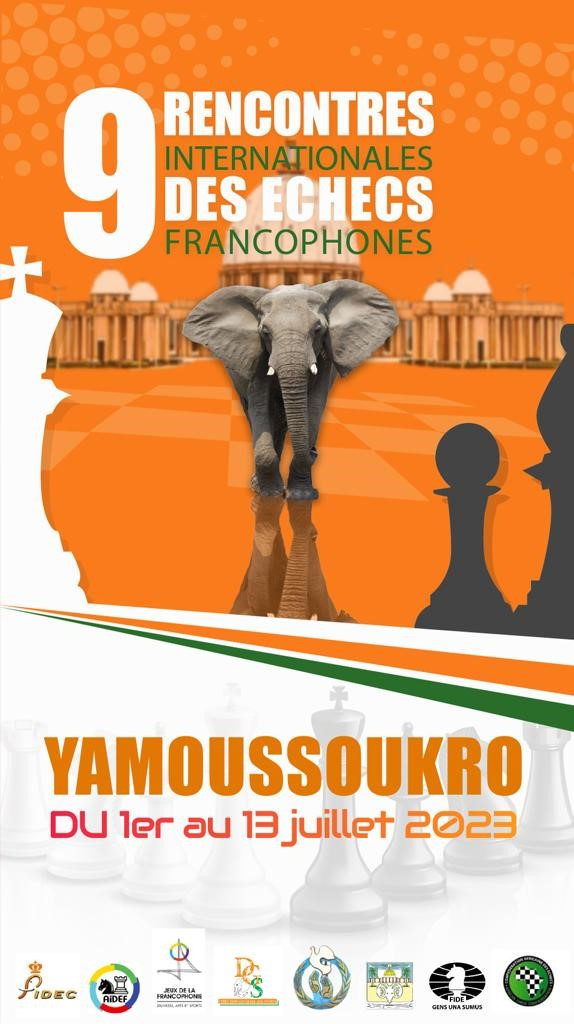 9
RENCONTRES
INTERNATIONALES
DES ECHECS
FRANCOPHONES
YAMOUSSOUKRO
DU 1er au 13 juillet 2023
FIDEC
AIDEF
JEUX DE LA
FRANCOPHONIE
DCS
FIDE
GENS UNA SUMUS